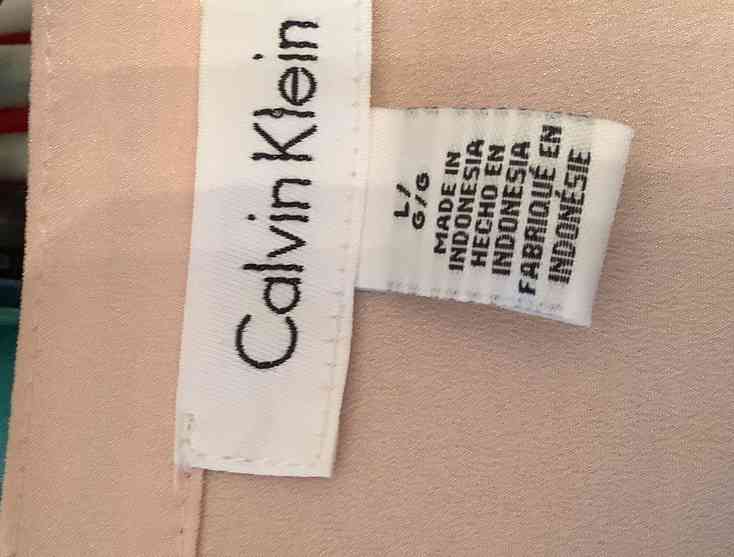 Calvin Klein
L/
G/G
MADE IN
INDONESIA
HECHO EN
INDONESIA
FABRIQUÉ EN
INDONÉSIE